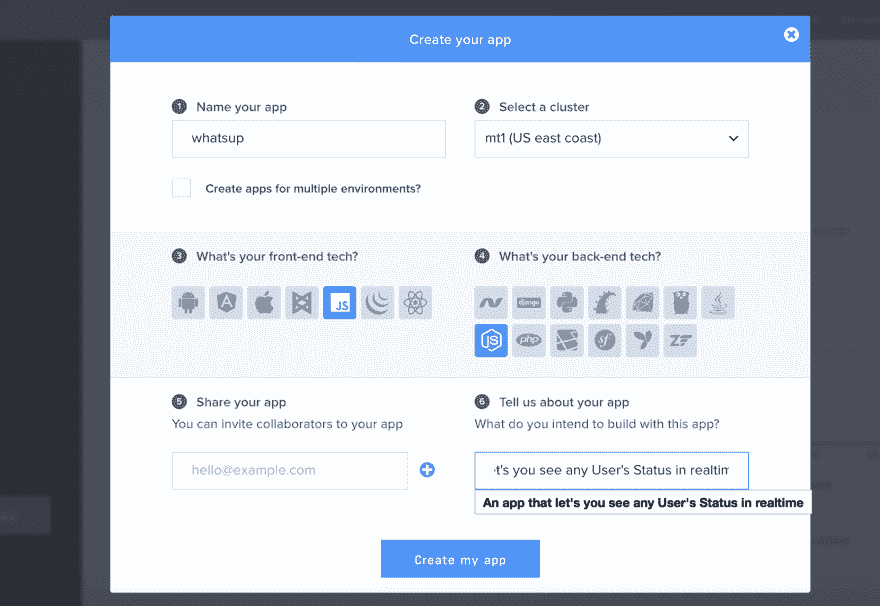 Create your app
1 Name your app
whatsup
2 Select a cluster
mt1 (US east coast)
Create apps for multiple environments?
3 What's your front-end tech?
JS
4 What's your back-end tech?
django
JS
php
sf
ZF
5 Share your app
You can invite collaborators to your app
hello@example.com
6 Tell us about your app
What do you intend to build with this app?
t's you see any User's Status in realtim
An app that let's you see any User's Status in realtime
Create my app